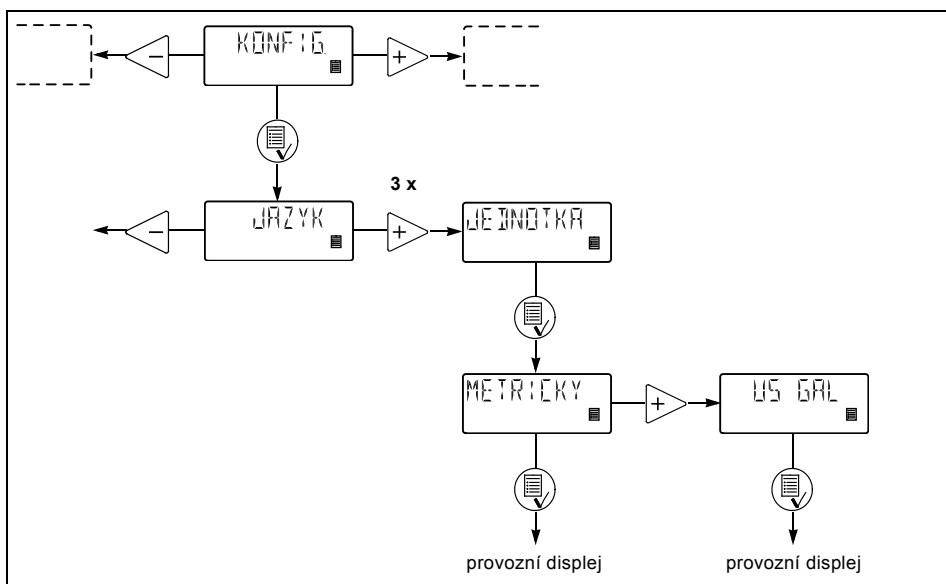 KONFIG.
3 x
JAZYK
JEDNOTKA
METRICKY
US GAL
provozní displej
provozní displej